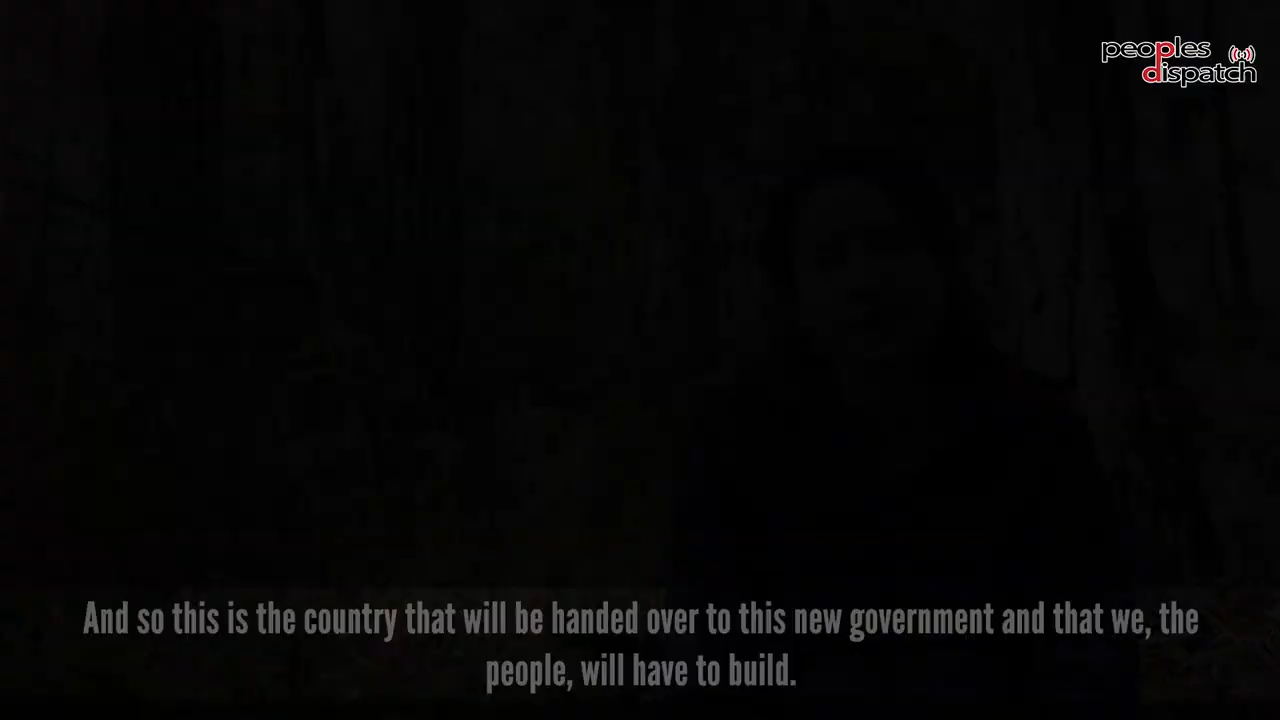 peoples
dispatch
And so this is the country that will be handed over to this new government and that we, the
people, will have to build.